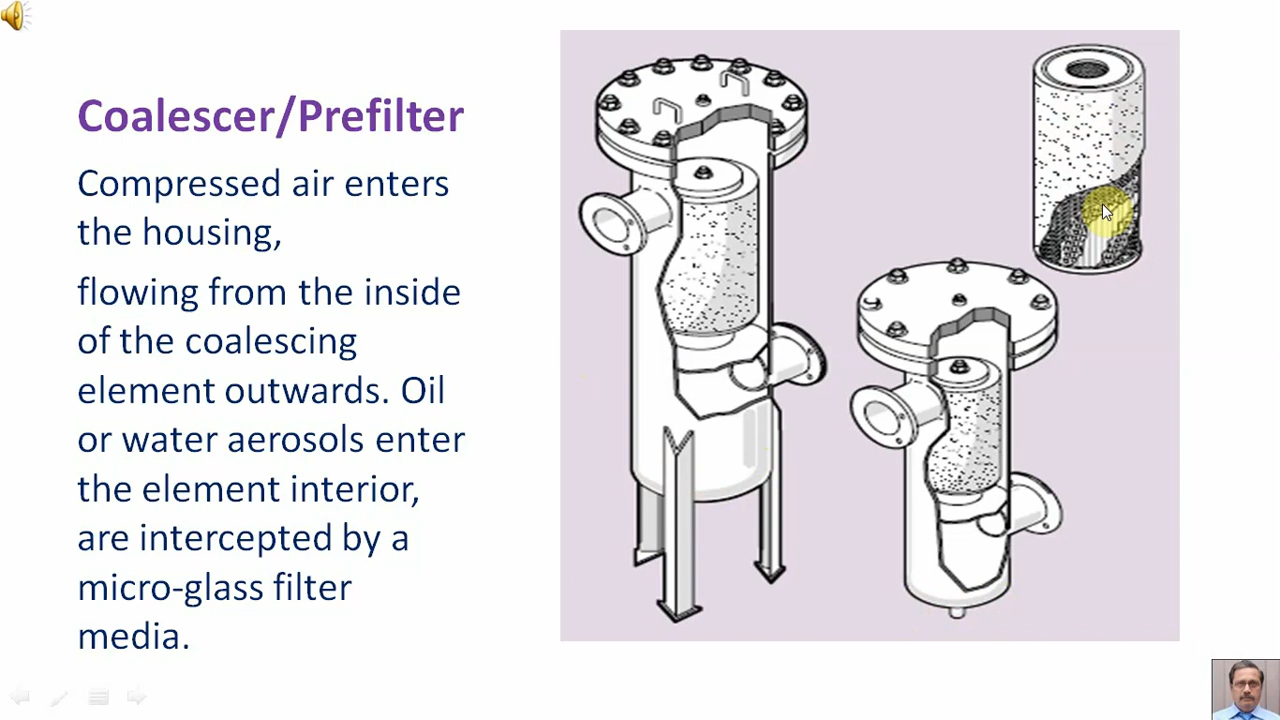 Coalescer/Prefilter
Compressed air enters
the housing,
flowing from the inside
of the coalescing
element outwards. Oil
or water aerosols enter
the element interior,
are intercepted by a
micro-glass filter
media.